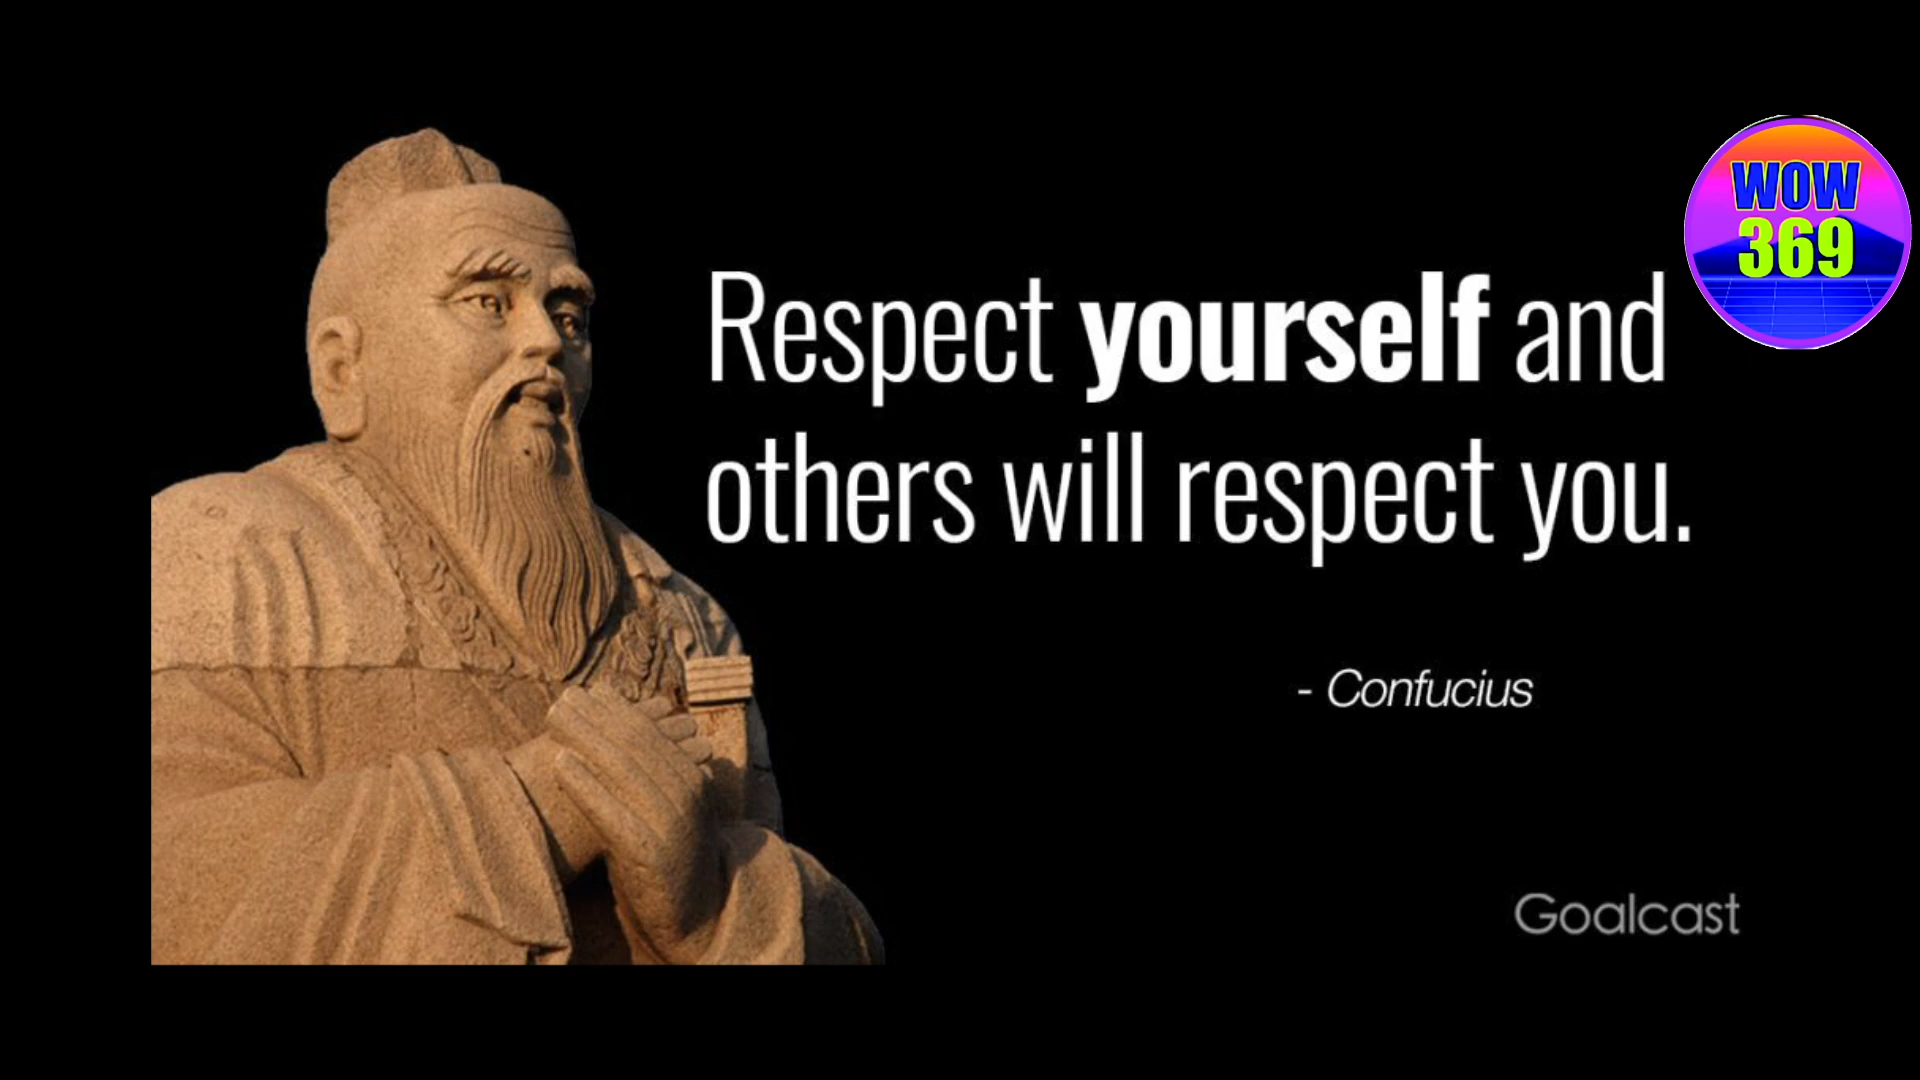 WOW
369
Respect yourself and
others will respect you.
- Confucius
Goalcast